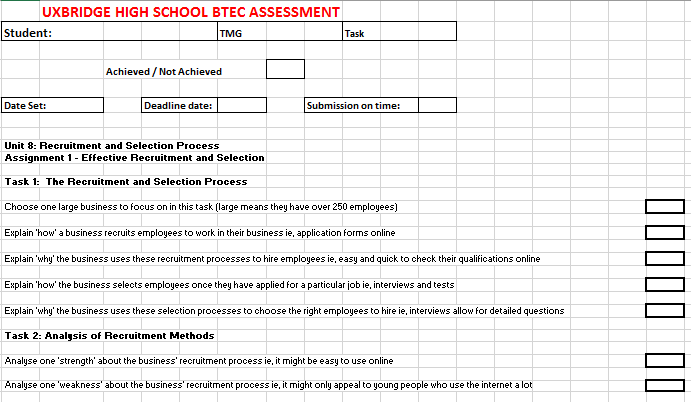 UXBRIDGE HIGH SCHOOL BTEC ASSESSMENT
Student: TMG Task
Achieved / Not Achieved
Date Set: Deadline date: Submission on time:
Unit 8: Recruitment and Selection Process
Assignment 1 - Effective Recruitment and Selection
Task 1: The Recruitment and Selection Process
Choose one large business to focus on in this task (large means they have over 250 employees)
Explain 'how' a business recruits employees to work in their business ie, application forms online
Explain 'why' the business uses these recruitment processes to hire employees ie, easy and quick to check their qualifications online
Explain 'how' the business selects employees once they have applied for a particular job ie, interviews and tests
Explain 'why' the business uses these selection processes to choose the right employees to hire ie, interviews allow for detailed questions
Task 2: Analysis of Recruitment Methods
Analyse one 'strength' about the business' recruitment process ie, it might be easy to use online
Analyse one 'weakness' about the business' recruitment process ie, it might only appeal to young people who use the internet a lot